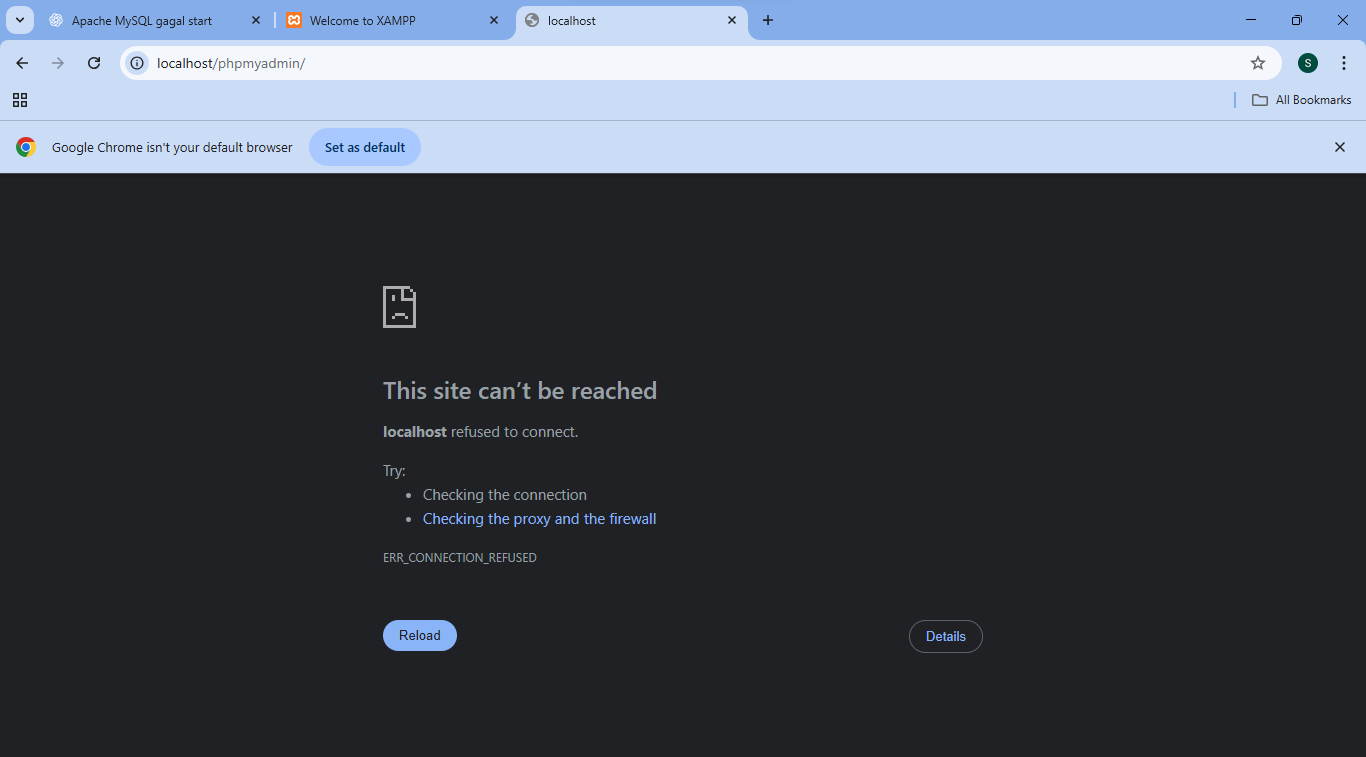 Apache MySQL gagal start
Welcome to XAMPP
localhost
localhost/phpmyadmin/
S
All Bookmarks
Google Chrome isn't your default browser
Set as default
This site can’t be reached
localhost refused to connect.
Try:
Checking the connection
Checking the proxy and the firewall
ERR_CONNECTION_REFUSED
Reload
Details